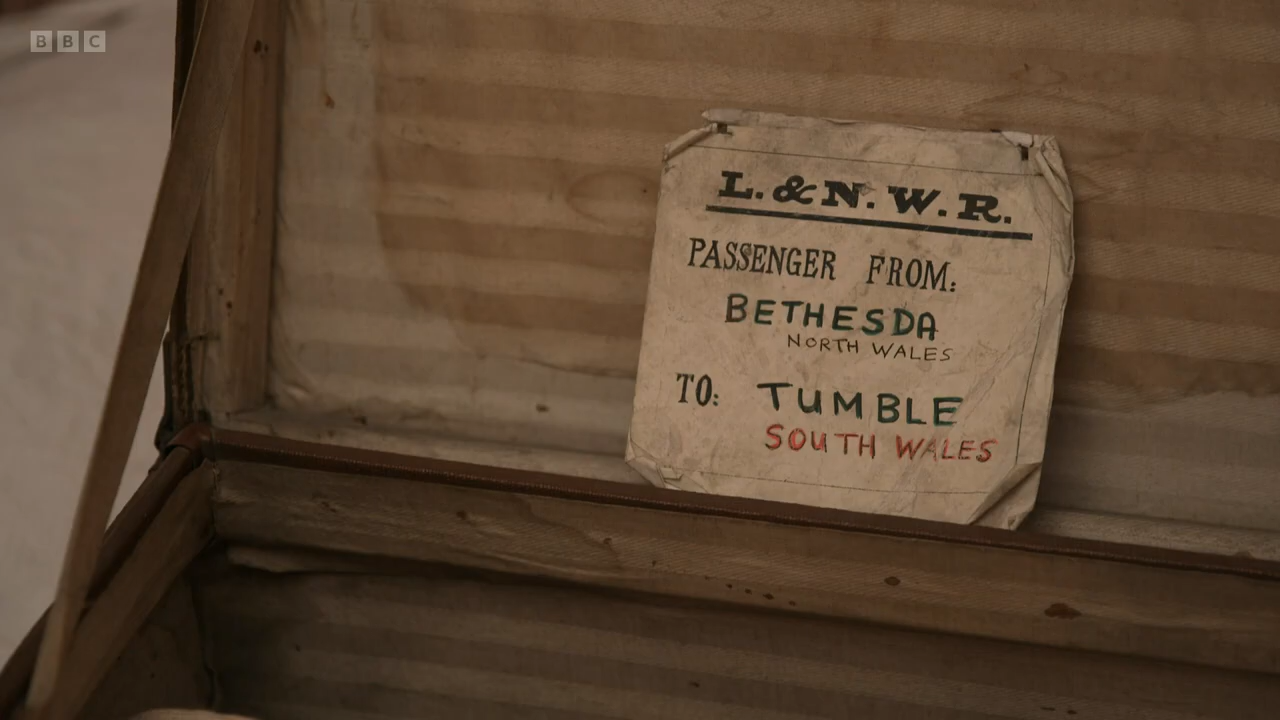 BBC
L. & N. W. R.
PASSENGER FROM:
BETHESDA
NORTH WALES
TO: TUMBLE
SOUTH WALES